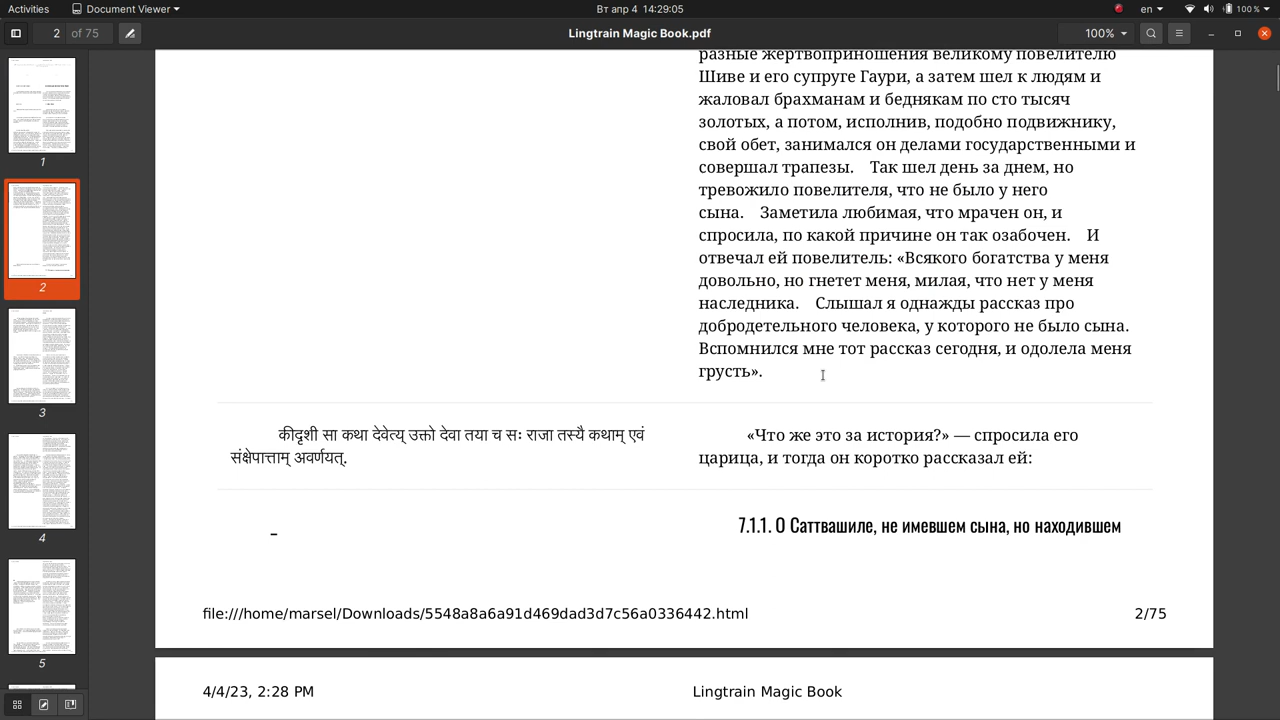 Activities
Document Viewer
Вт апр 4 14:29:05
en
100%
2 of 75
Lingtrain Magic Book.pdf
100%
1
2
3
4
5
разные жертвоприношения великому повелителю
Шиве и его супруге Гаури, а затем шел к людям и
жаловал брахманам и беднякам по сто тысяч
золотых, а потом, исполнив, подобно подвижнику,
свой пост, занимался он делами государственными и
совершал трапезы. Так шел день за днем, но
тревожило повелителя, что не было у него
сына. Заметила любимая, что мрачен он, и
спросила, по какой причине он так озабочен. И
отвечал ей повелитель: «Всякого богатства у меня
довольно, но гнетет меня, милая, что нет у меня
наследника. Слышал я однажды рассказ про
добродетельного человека, у которого не было сына.
Вспомнился мне тот рассказ сегодня, и одолела меня
грусть».
कीदृशी सा कथा देवेत्य् उक्तो देवा तया च सः राजा तस्यै कथाम् एवं
संक्षेपात्ताम् अवर्णयत्.
«Что же это за история?» — спросила его
царица, и тогда он коротко рассказал ей:
–
7.1.1. О Саттвашиле, не имевшем сына, но находившем
2/75
4/4/23, 2:28 PM
Lingtrain Magic Book